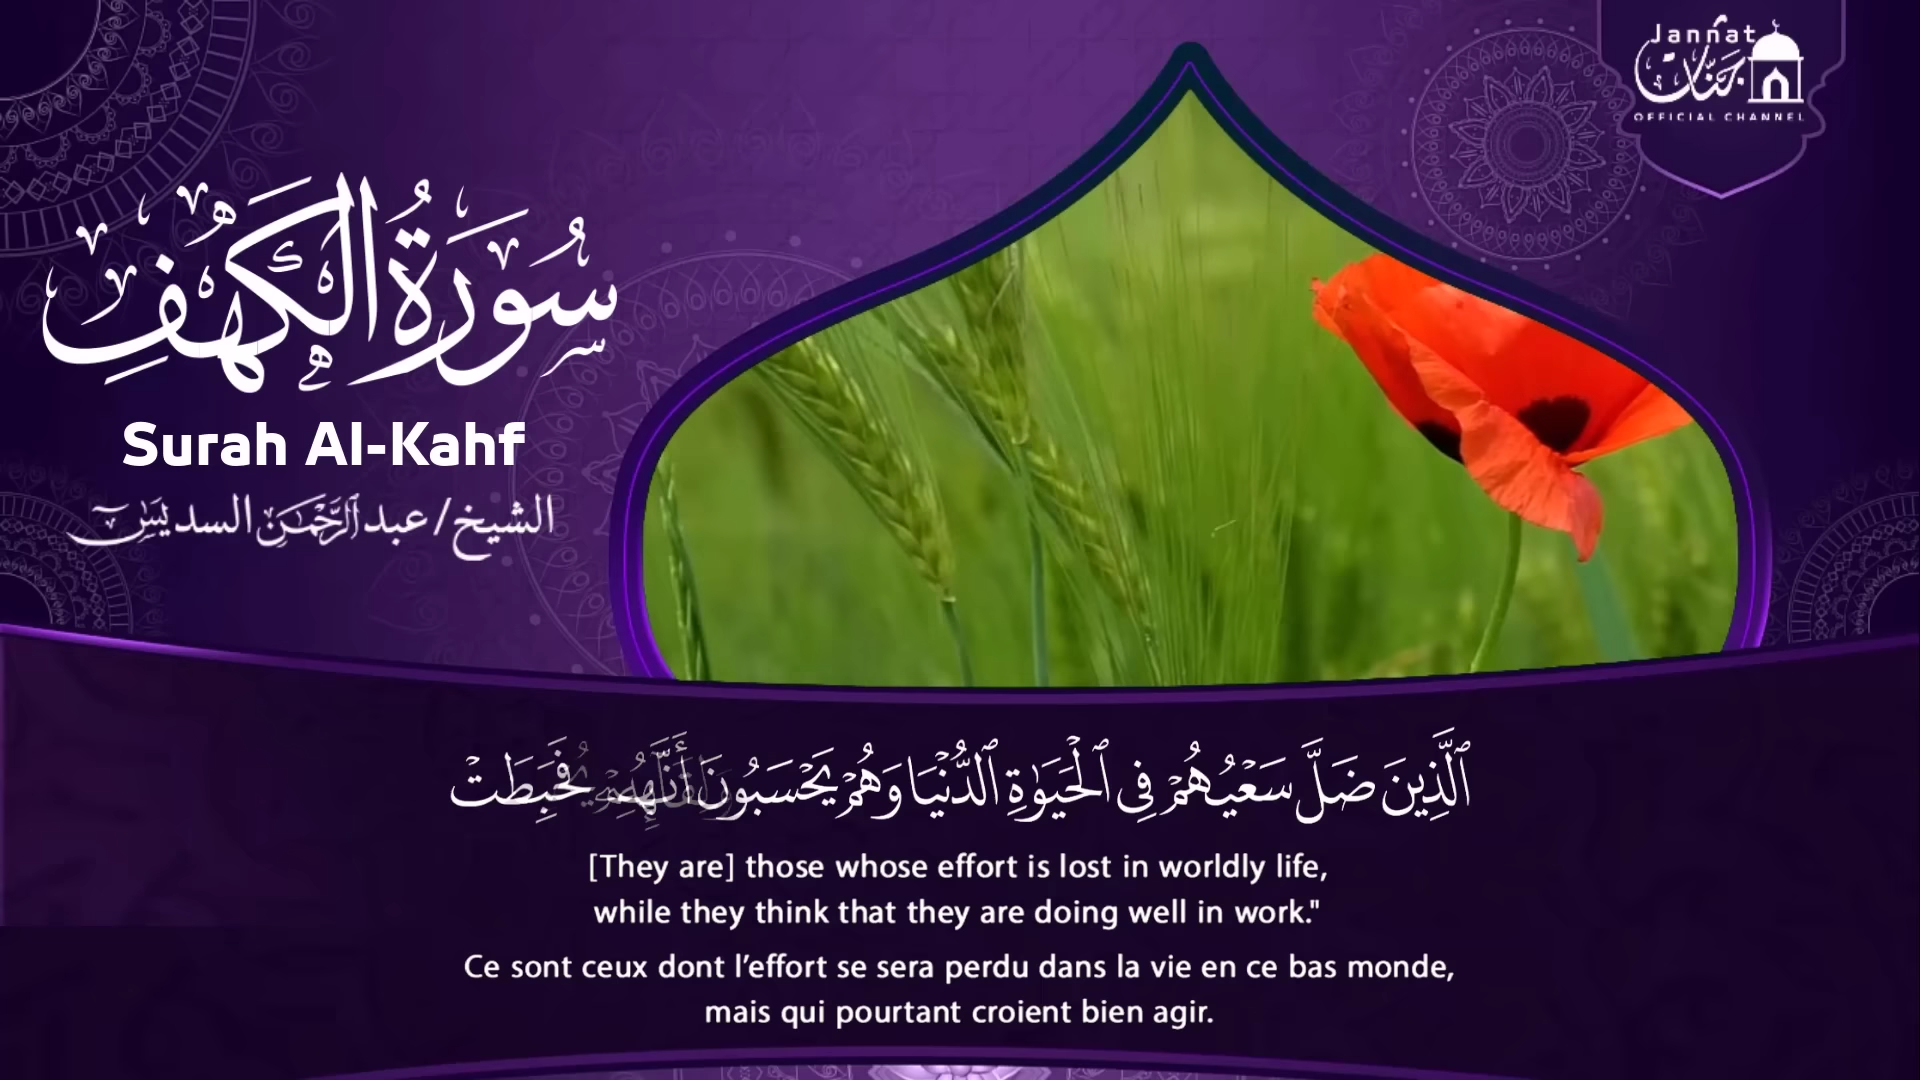 Jannat
جنات
OFFICIAL CHANNEL
سُورَةُ الكَهْفِ
Surah Al-Kahf
الشيخ / عبد الرَّحْمَٰن السديس
ٱلَّذِينَ ضَلَّ سَعْيُهُمْ فِى ٱلْحَيَوٰةِ ٱلدُّنْيَا وَهُمْ يَحْسَبُونَ أَنَّهُمْ فَحَبِطَتْ
[They are] those whose effort is lost in worldly life,
while they think that they are doing well in work."
Ce sont ceux dont l’effort se sera perdu dans la vie en ce bas monde,
mais qui pourtant croient bien agir.